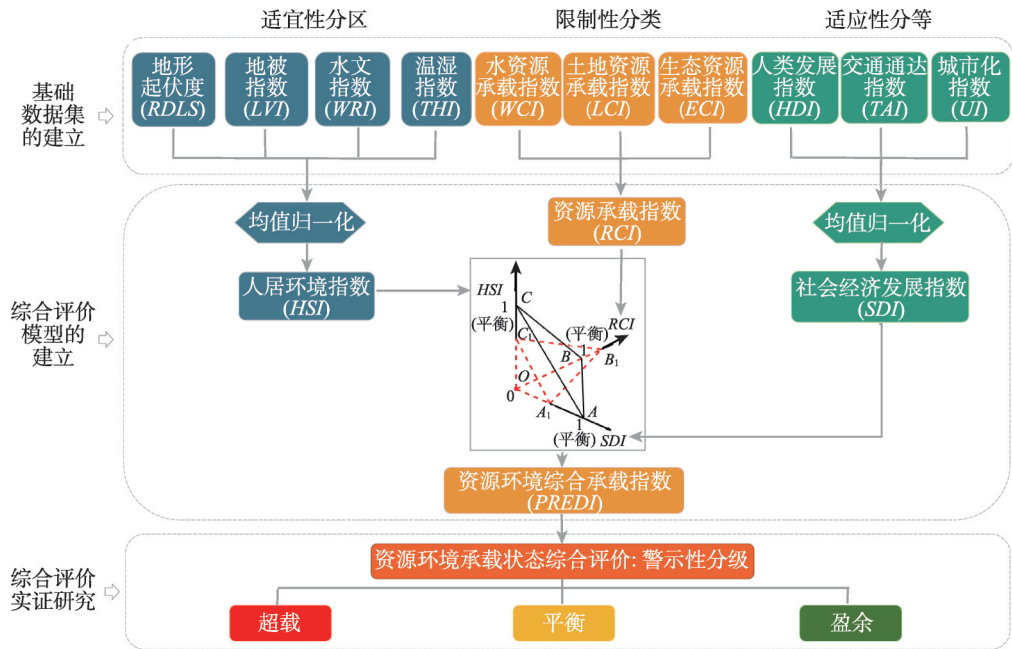 适宜性分区
限制性分类
适应性分等
基础
数据集
的建立
地形
起伏度
(RDLS)
地被
指数
(LVI)
水文
指数
(WRI)
温湿
指数
(THI)
水资源
承载指数
(WCI)
土地资源
承载指数
(LCI)
生态资源
承载指数
(ECI)
人类发展
指数
(HDI)
交通通达
指数
(TAI)
城市化
指数
(UI)
综合评价
模型的
建立
均值归一化
资源承载指数
(RCI)
均值归一化
人居环境指数
(HSI)
社会经济发展指数
(SDI)
HSI
C
1
(平衡)
C₁
RCI
(平衡)
1
B
B₁
O
0
A₁
A
1
(平衡)
SDI
资源环境综合承载指数
(PREDI)
综合评价
实证研究
资源环境承载状态综合评价: 警示性分级
超载
平衡
盈余